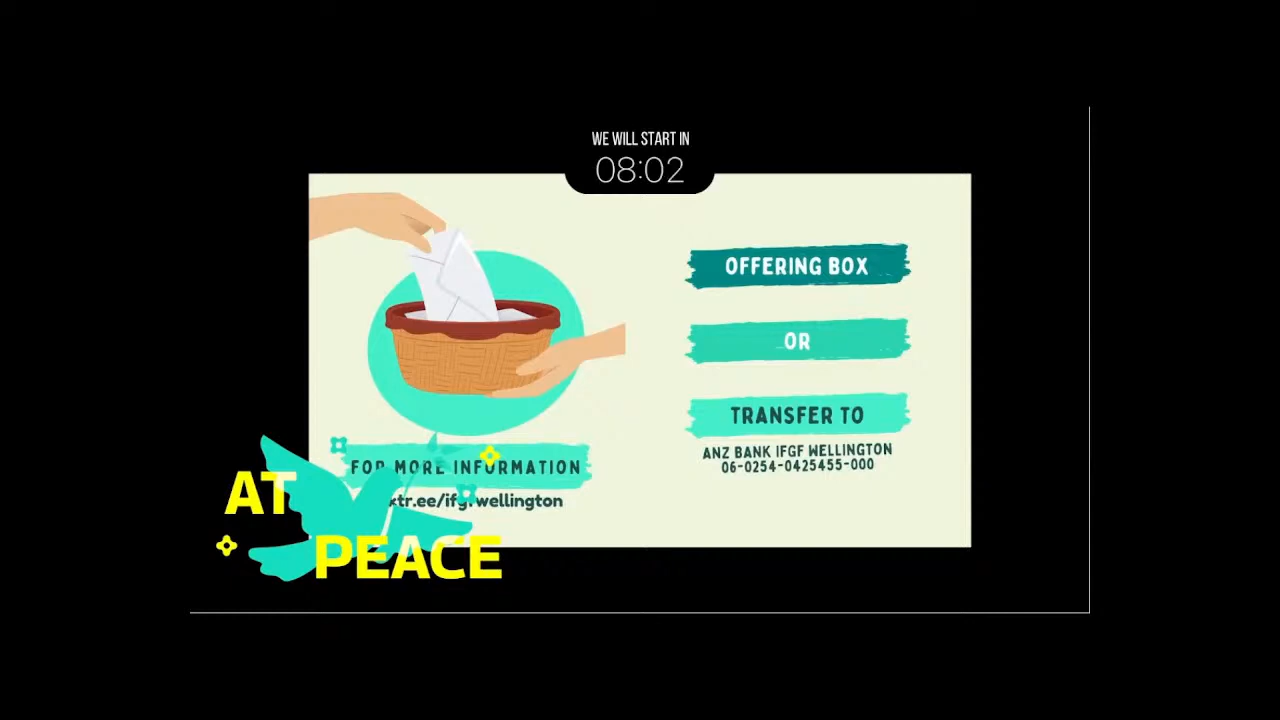 WE WILL START IN
08:02
OFFERING BOX
OR
TRANSFER TO
ANZ BANK IFGF WELLINGTON
06-0254-0425455-000
FOR MORE INFORMATION
AT
PEACE